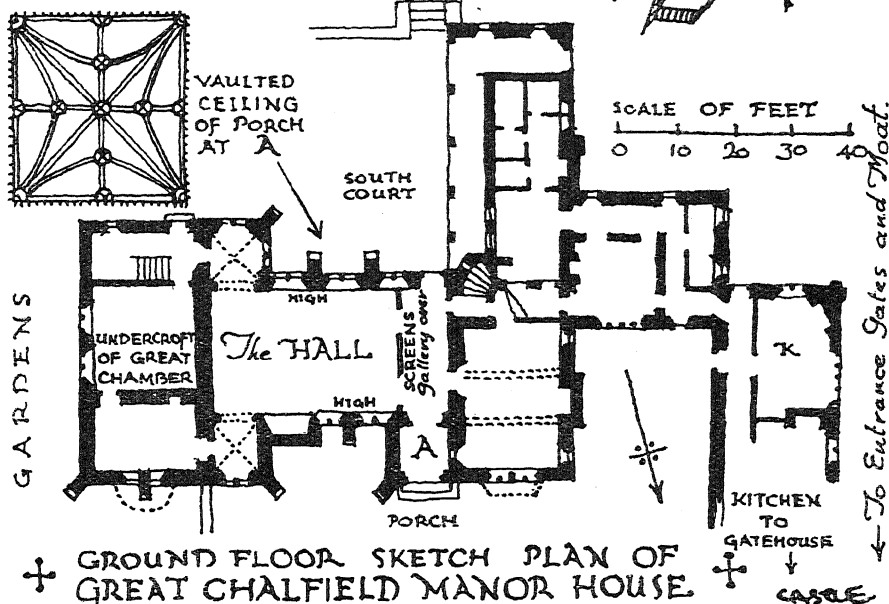 VAULTED
CEILING
OF PORCH
AT A
SOUTH
COURT
SCALE OF FEET
0 10 20 30 40
GARDENS
UNDERCROFT
OF GREAT
CHAMBER
HIGH
The HALL
SCREENS
gallery over
HIGH
A
PORCH
K
KITCHEN
TO
GATEHOUSE
To Entrance Gates and Moat.
GROUND FLOOR SKETCH PLAN OF
GREAT CHALFIELD MANOR HOUSE
CASTLE